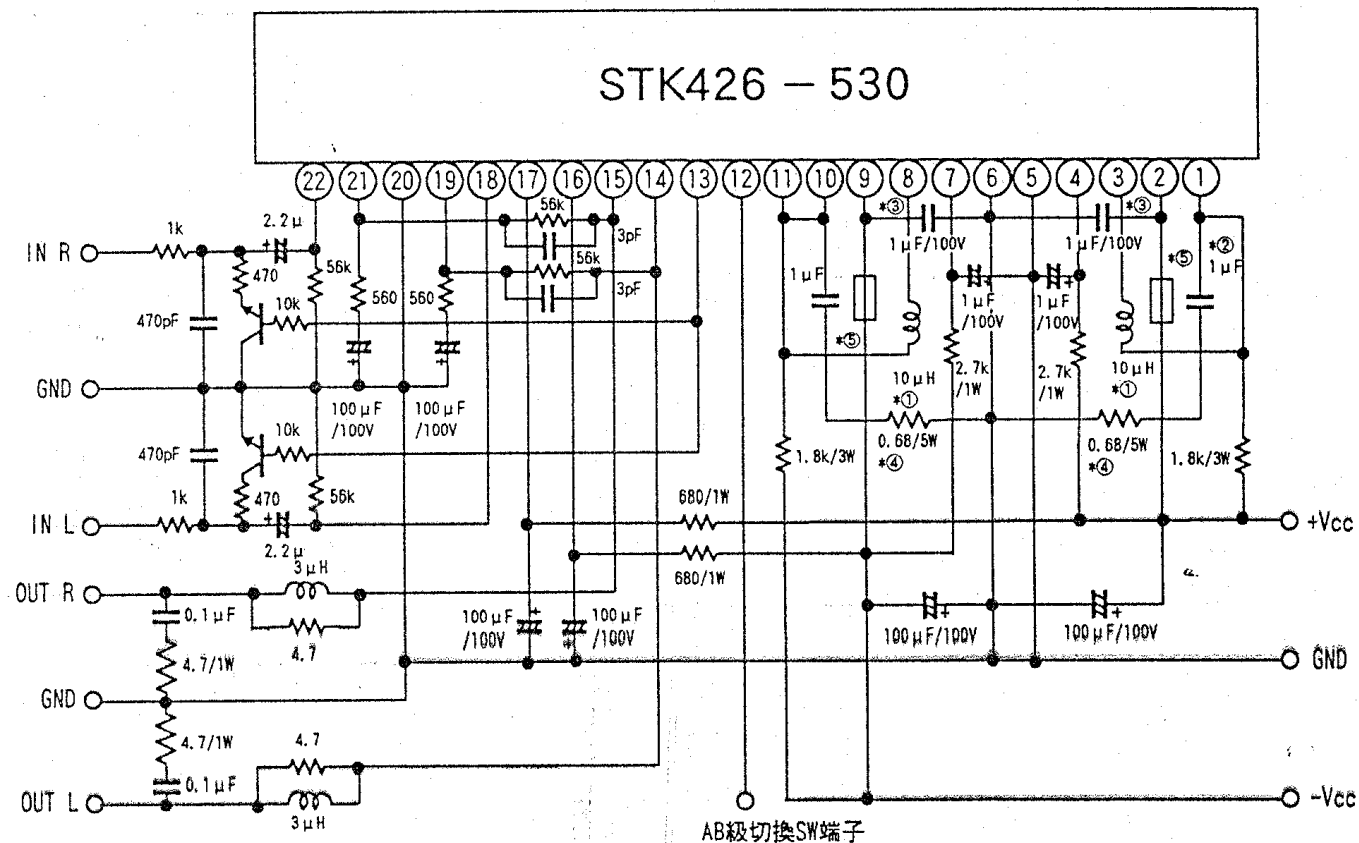 STK426 - 530
22 21 20 19 18 17 16 15 14 13 12 11 10 9 8 7 6 5 4 3 2 1
IN R
1k
2.2μ
470
56k
10k
470pF
560
560
56k
3pF
56k
3pF
GND
100μF
/100V
100μF
/100V
470pF
10k
470
56k
1k
IN L
2.2μ
*③
1μF/100V
1μF/100V
*③
1μF
*⑤
1μF
/100V
1μF
/100V
*⑤
*②
1μF
2.7k
/1W
2.7k
/1W
10μH
*①
10μH
*①
0.68/5W
*④
0.68/5W
*④
1.8k/3W
1.8k/3W
680/1W
680/1W
+Vcc
OUT R
3μH
0.1μF
4.7
4.7/1W
100μF
/100V
100μF
/100V
100μF/100V
100μF/100V
GND
GND
4.7/1W
4.7
0.1μF
OUT L
3μH
-Vcc
AB級切換SW端子